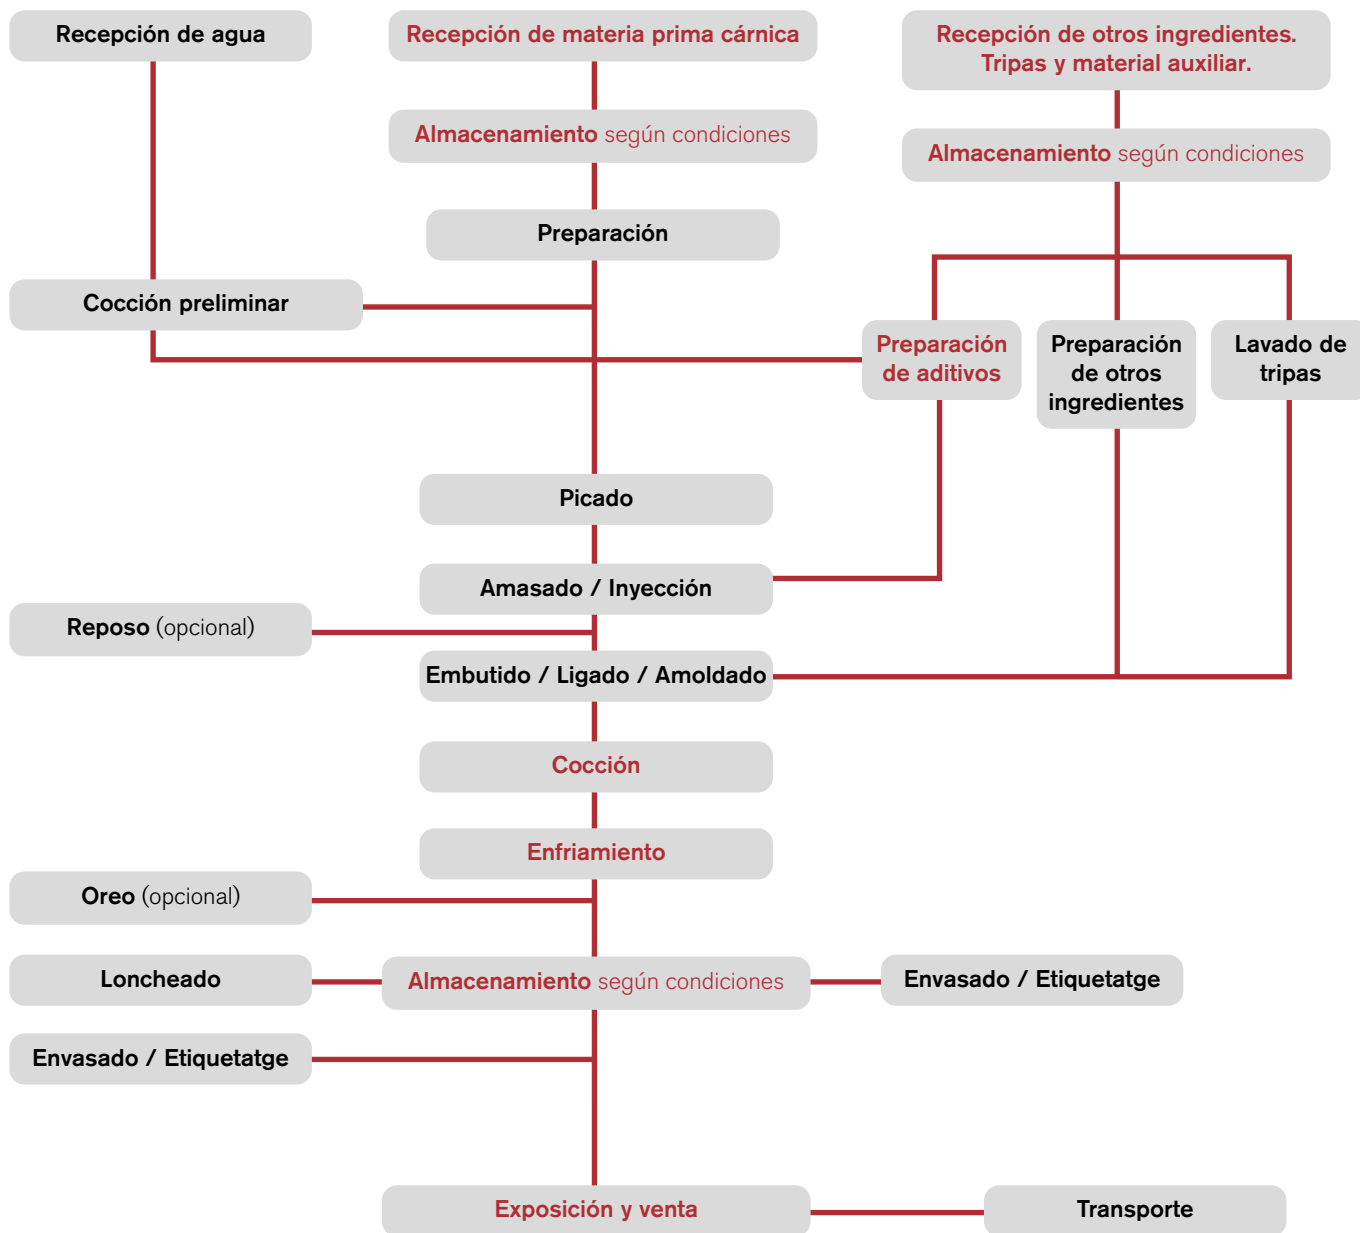 Recepción de agua
Recepción de materia prima cárnica
Recepción de otros ingredientes.
Tripas y material auxiliar.
Almacenamiento según condiciones
Almacenamiento según condiciones
Preparación
Cocción preliminar
Preparación
de aditivos
Preparación
de otros
ingredientes
Lavado de
tripas
Picado
Amasado / Inyección
Reposo (opcional)
Embutido / Ligado / Amoldado
Cocción
Enfriamiento
Oreo (opcional)
Loncheado
Almacenamiento según condiciones
Envasado / Etiquetatge
Envasado / Etiquetatge
Exposición y venta
Transporte